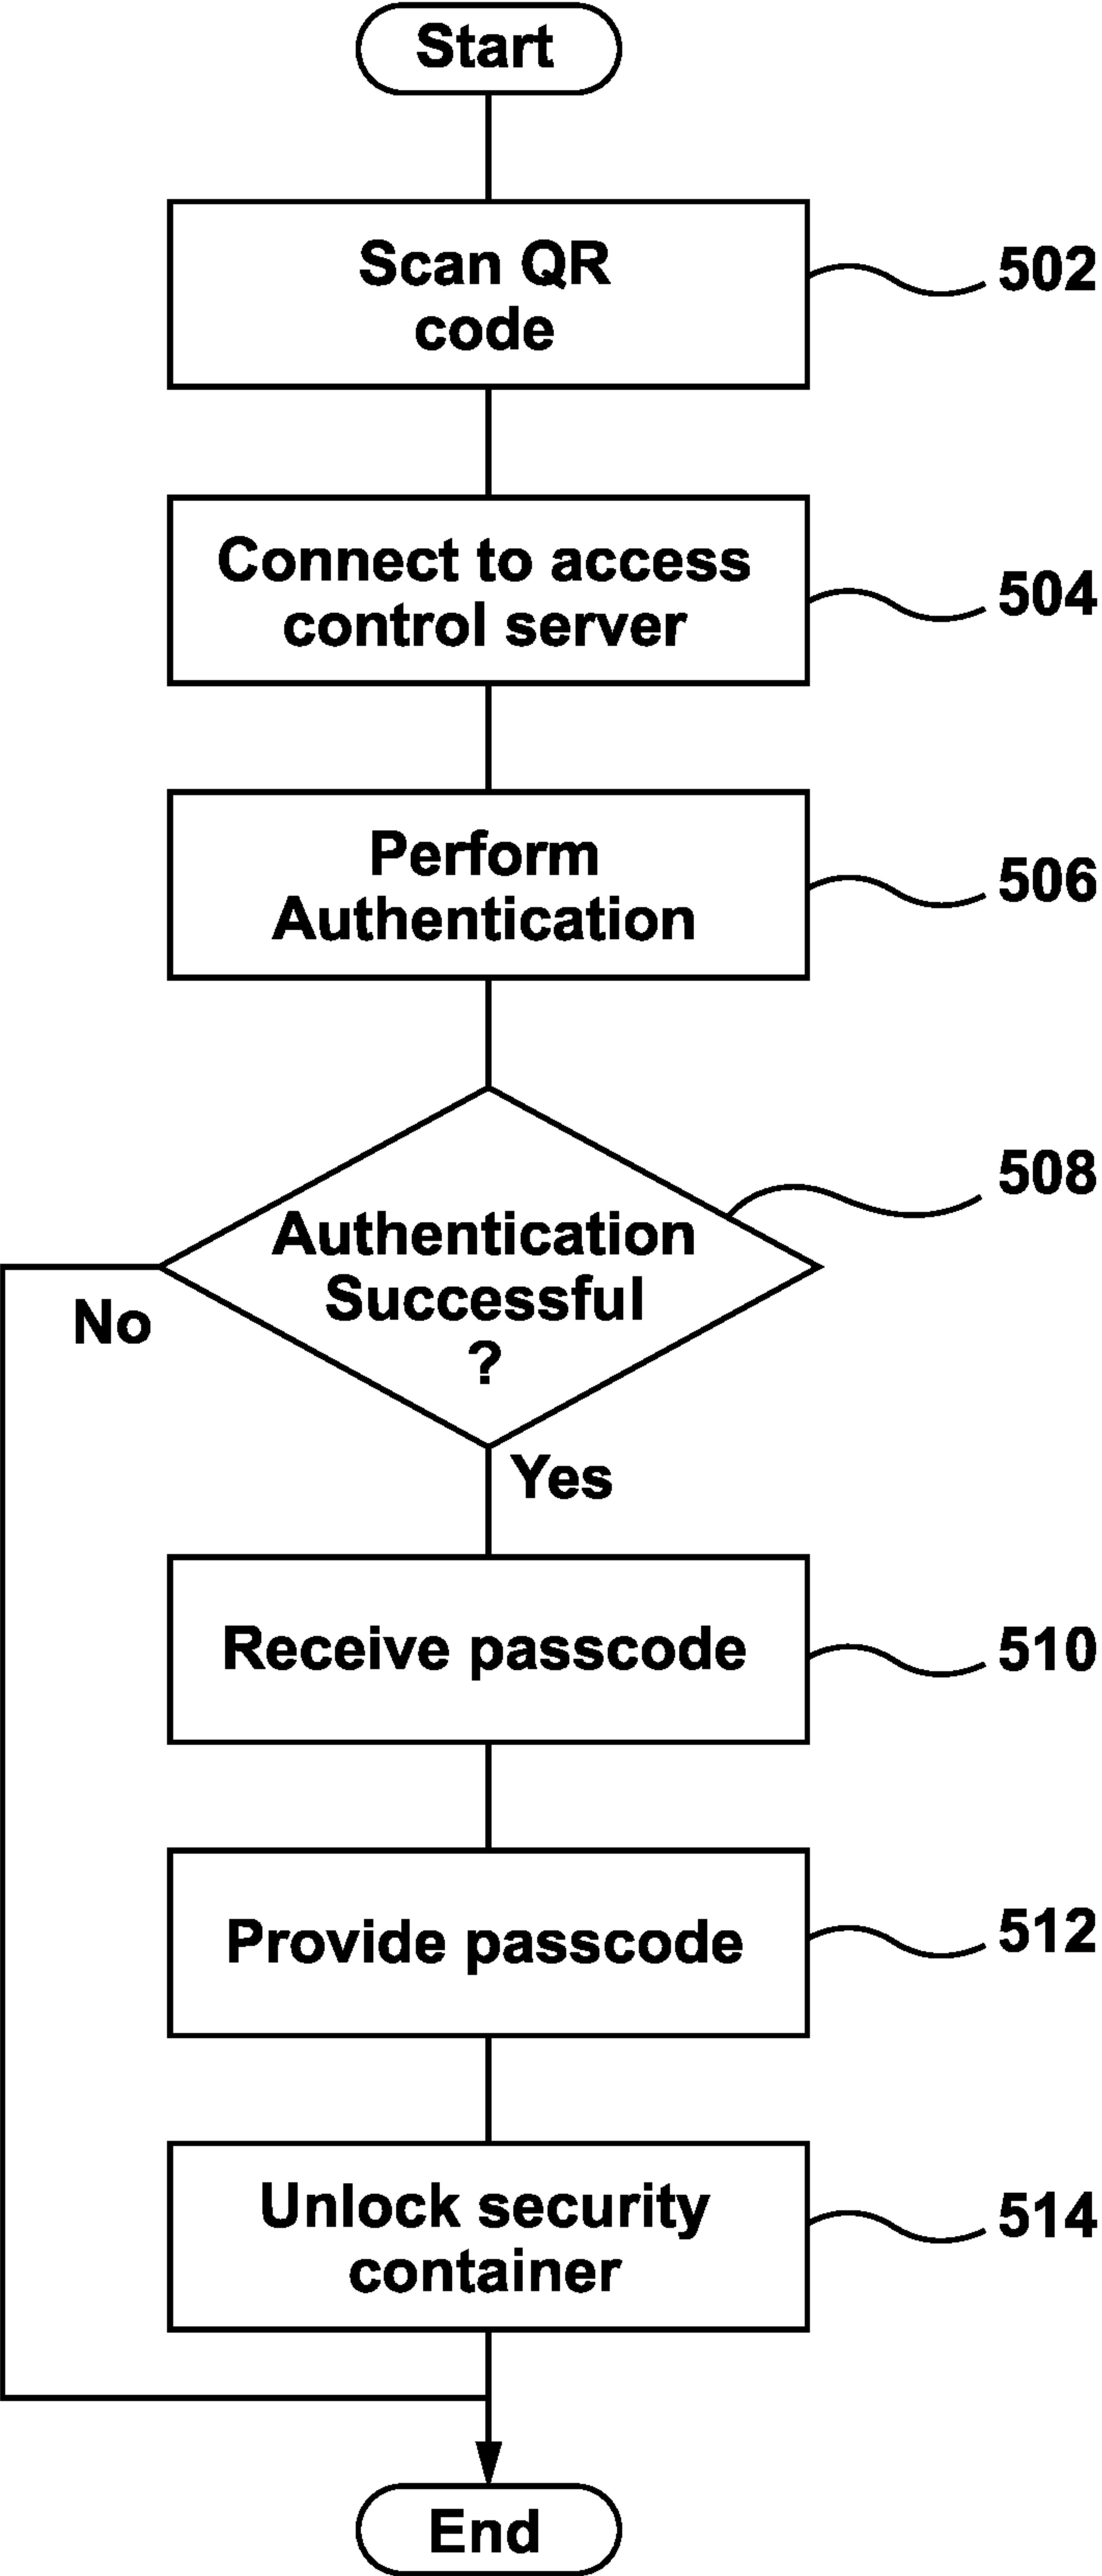 Start
Scan QR
code
502
Connect to access
control server
504
Perform
Authentication
506
Authentication
Successful
?
508
No
Yes
Receive passcode
510
Provide passcode
512
Unlock security
container
514
End